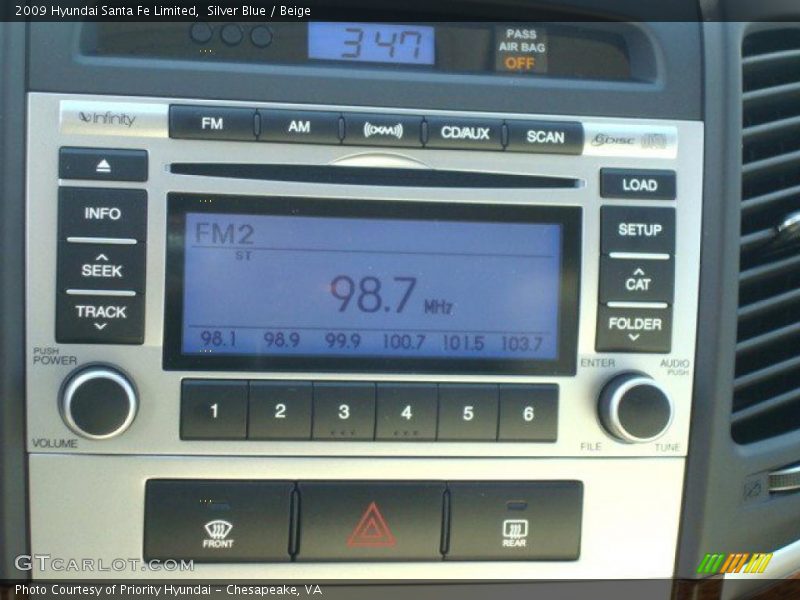 2009 Hyundai Santa Fe Limited, Silver Blue / Beige
3 47
PASS
AIR BAG
OFF
Infinity
FM
AM
((XM))
CD/AUX
SCAN
6DISC
LOAD
INFO
SETUP
FM2
ST
SEEK
CAT
98.7 MHz
TRACK
FOLDER
98.1 98.9 99.9 100.7 101.5 103.7
PUSH
POWER
ENTER
AUDIO
PUSH
1
2
3
4
5
6
VOLUME
FILE
TUNE
FRONT
REAR
GTcarlot.com
Photo Courtesy of Priority Hyundai - Chesapeake, VA